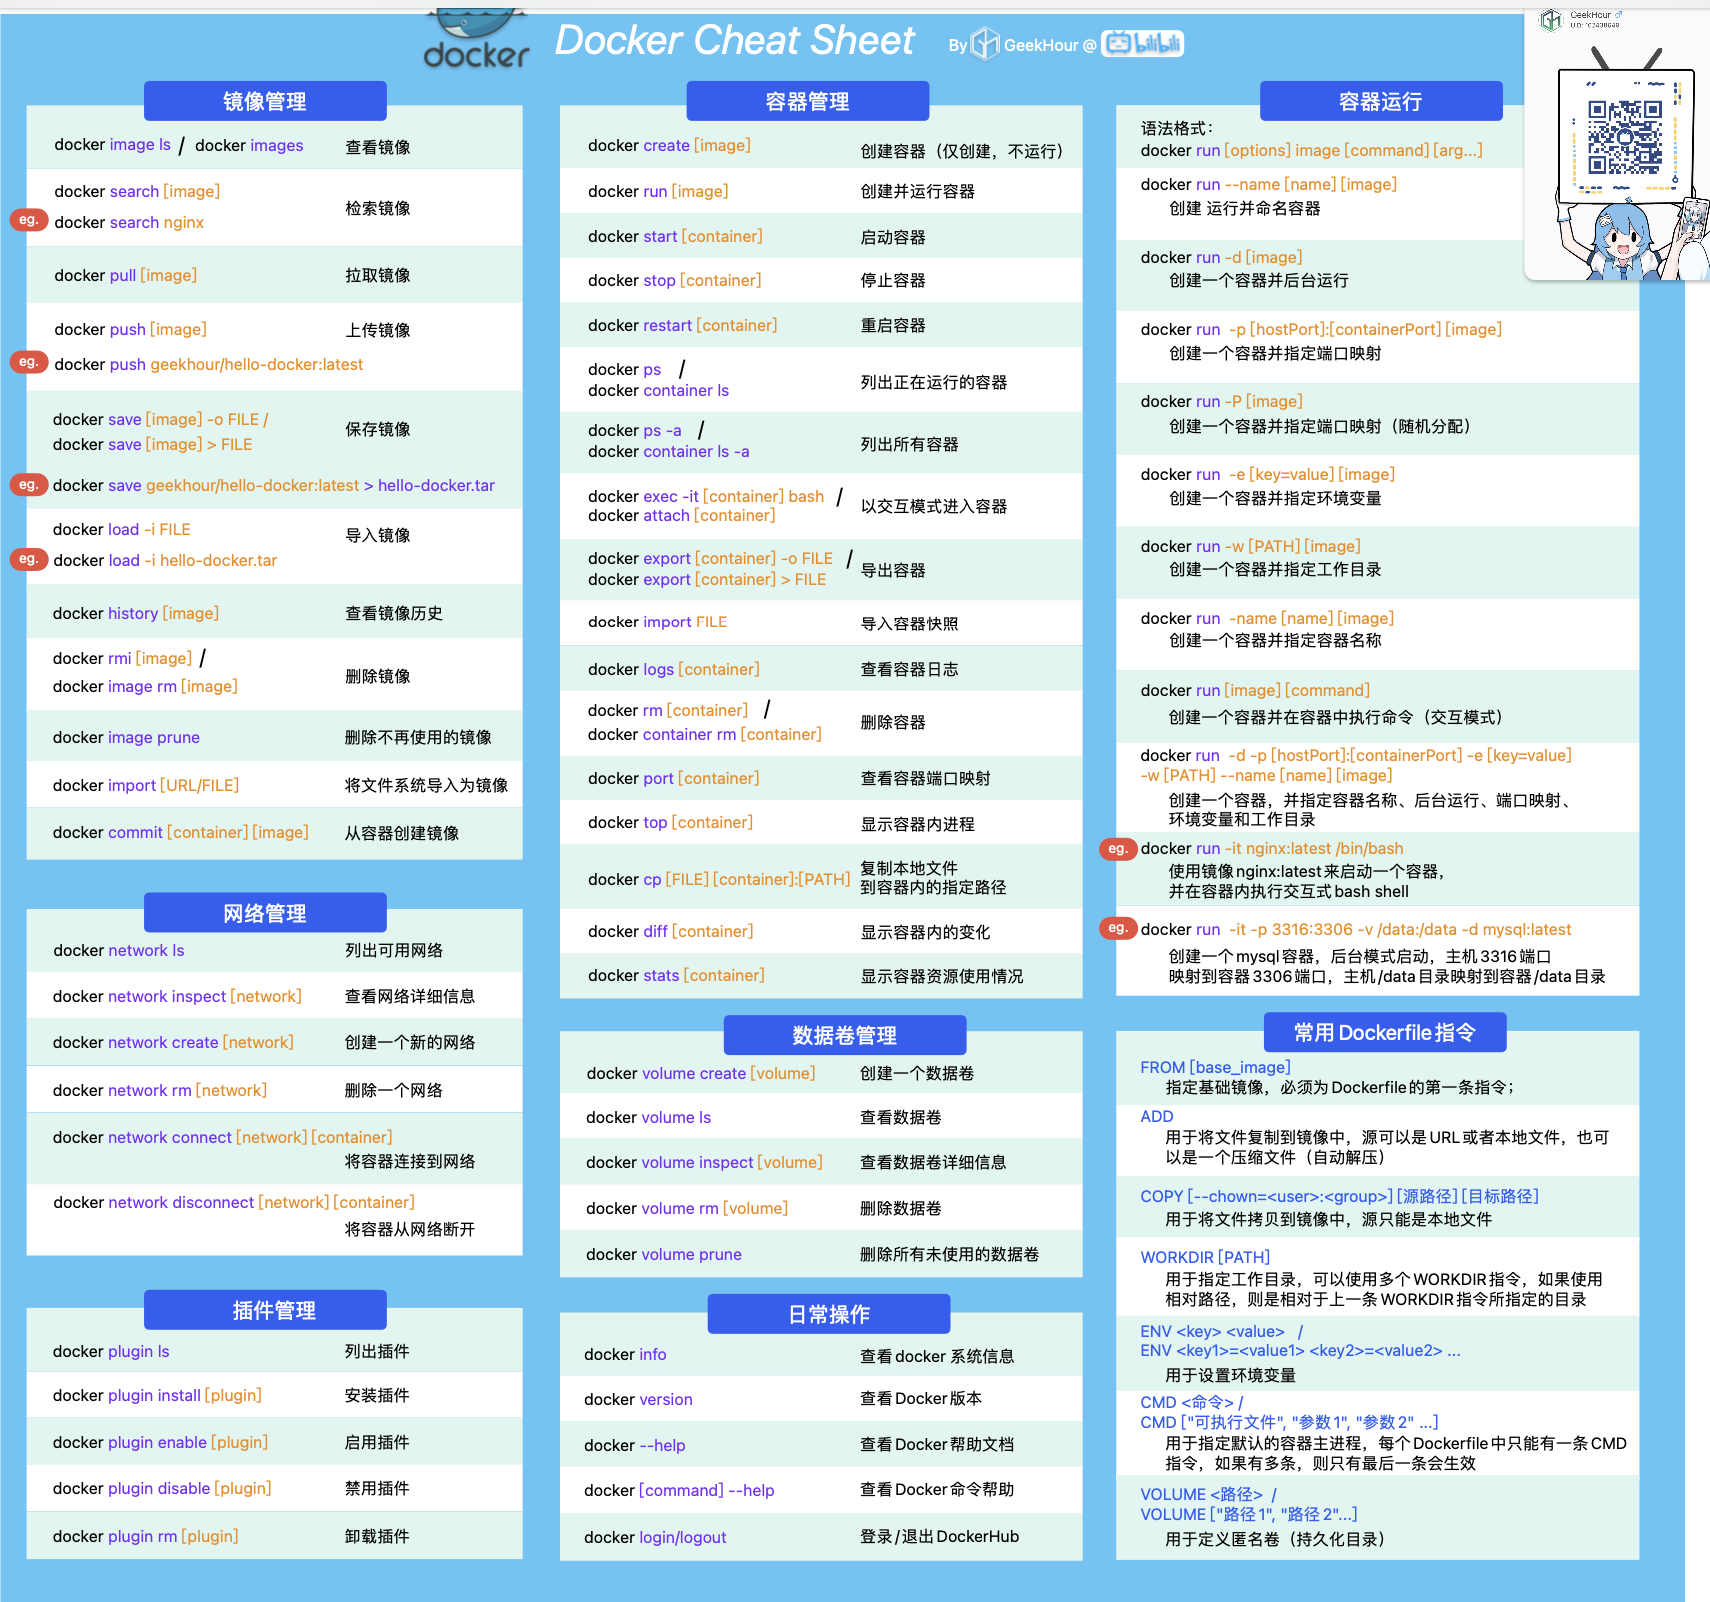 docker
Docker Cheat Sheet
By GeekHour @ bilibili
GeekHour
镜像管理
docker image ls / docker images 查看镜像
docker search [image]
检索镜像
eg. docker search nginx
docker pull [image] 拉取镜像
docker push [image] 上传镜像
eg. docker push geekhour/hello-docker:latest
docker save [image] -o FILE /
docker save [image] > FILE
保存镜像
eg. docker save geekhour/hello-docker:latest > hello-docker.tar
docker load -i FILE 导入镜像
eg. docker load -i hello-docker.tar
docker history [image] 查看镜像历史
docker rmi [image] /
docker image rm [image]
删除镜像
docker image prune 删除不再使用的镜像
docker import [URL/FILE] 将文件系统导入为镜像
docker commit [container] [image] 从容器创建镜像
网络管理
docker network ls 列出可用网络
docker network inspect [network] 查看网络详细信息
docker network create [network] 创建一个新的网络
docker network rm [network] 删除一个网络
docker network connect [network] [container]
将容器连接到网络
docker network disconnect [network] [container]
将容器从网络断开
插件管理
docker plugin ls 列出插件
docker plugin install [plugin] 安装插件
docker plugin enable [plugin] 启用插件
docker plugin disable [plugin] 禁用插件
docker plugin rm [plugin] 卸载插件
容器管理
docker create [image] 创建容器（仅创建，不运行）
docker run [image] 创建并运行容器
docker start [container] 启动容器
docker stop [container] 停止容器
docker restart [container] 重启容器
docker ps /
docker container ls
列出正在运行的容器
docker ps -a /
docker container ls -a
列出所有容器
docker exec -it [container] bash /
docker attach [container]
以交互模式进入容器
docker export [container] -o FILE /
docker export [container] > FILE
导出容器
docker import FILE 导入容器快照
docker logs [container] 查看容器日志
docker rm [container] /
docker container rm [container]
删除容器
docker port [container] 查看容器端口映射
docker top [container] 显示容器内进程
docker cp [FILE] [container]:[PATH]
复制本地文件
到容器内的指定路径
docker diff [container] 显示容器内的变化
docker stats [container] 显示容器资源使用情况
数据卷管理
docker volume create [volume] 创建一个数据卷
docker volume ls 查看数据卷
docker volume inspect [volume] 查看数据卷详细信息
docker volume rm [volume] 删除数据卷
docker volume prune 删除所有未使用的数据卷
日常操作
docker info 查看docker 系统信息
docker version 查看Docker版本
docker --help 查看Docker帮助文档
docker [command] --help 查看Docker命令帮助
docker login/logout 登录/退出DockerHub
容器运行
语法格式：
docker run [options] image [command] [arg...]
docker run --name [name] [image]
创建 运行并命名容器
docker run -d [image]
创建一个容器并后台运行
docker run -p [hostPort]:[containerPort] [image]
创建一个容器并指定端口映射
docker run -P [image]
创建一个容器并指定端口映射（随机分配）
docker run -e [key=value] [image]
创建一个容器并指定环境变量
docker run -w [PATH] [image]
创建一个容器并指定工作目录
docker run -name [name] [image]
创建一个容器并指定容器名称
docker run [image] [command]
创建一个容器并在容器中执行命令（交互模式）
docker run -d -p [hostPort]:[containerPort] -e [key=value]
-w [PATH] --name [name] [image]
创建一个容器，并指定容器名称、后台运行、端口映射、
环境变量和工作目录
eg. docker run -it nginx:latest /bin/bash
使用镜像nginx:latest来启动一个容器，
并在容器内执行交互式bash shell
eg. docker run -it -p 3316:3306 -v /data:/data -d mysql:latest
创建一个mysql容器，后台模式启动，主机3316端口
映射到容器3306端口，主机/data目录映射到容器/data目录
常用Dockerfile指令
FROM [base_image]
指定基础镜像，必须为Dockerfile的第一条指令；
ADD
用于将文件复制到镜像中，源可以是URL或者本地文件，也可
以是一个压缩文件（自动解压）
COPY [--chown=<user>:<group>] [源路径] [目标路径]
用于将文件拷贝到镜像中，源只能是本地文件
WORKDIR [PATH]
用于指定工作目录，可以使用多个WORKDIR指令，如果使用
相对路径，则是相对于上一条WORKDIR指令所指定的目录
ENV <key> <value> /
ENV <key1>=<value1> <key2>=<value2> ...
用于设置环境变量
CMD <命令> /
CMD ["可执行文件", "参数1", "参数2" ...]
用于指定默认的容器主进程，每个Dockerfile中只能有一条CMD
指令，如果有多条，则只有最后一条会生效
VOLUME <路径> /
VOLUME ["路径1", "路径2"...]
用于定义匿名卷（持久化目录）